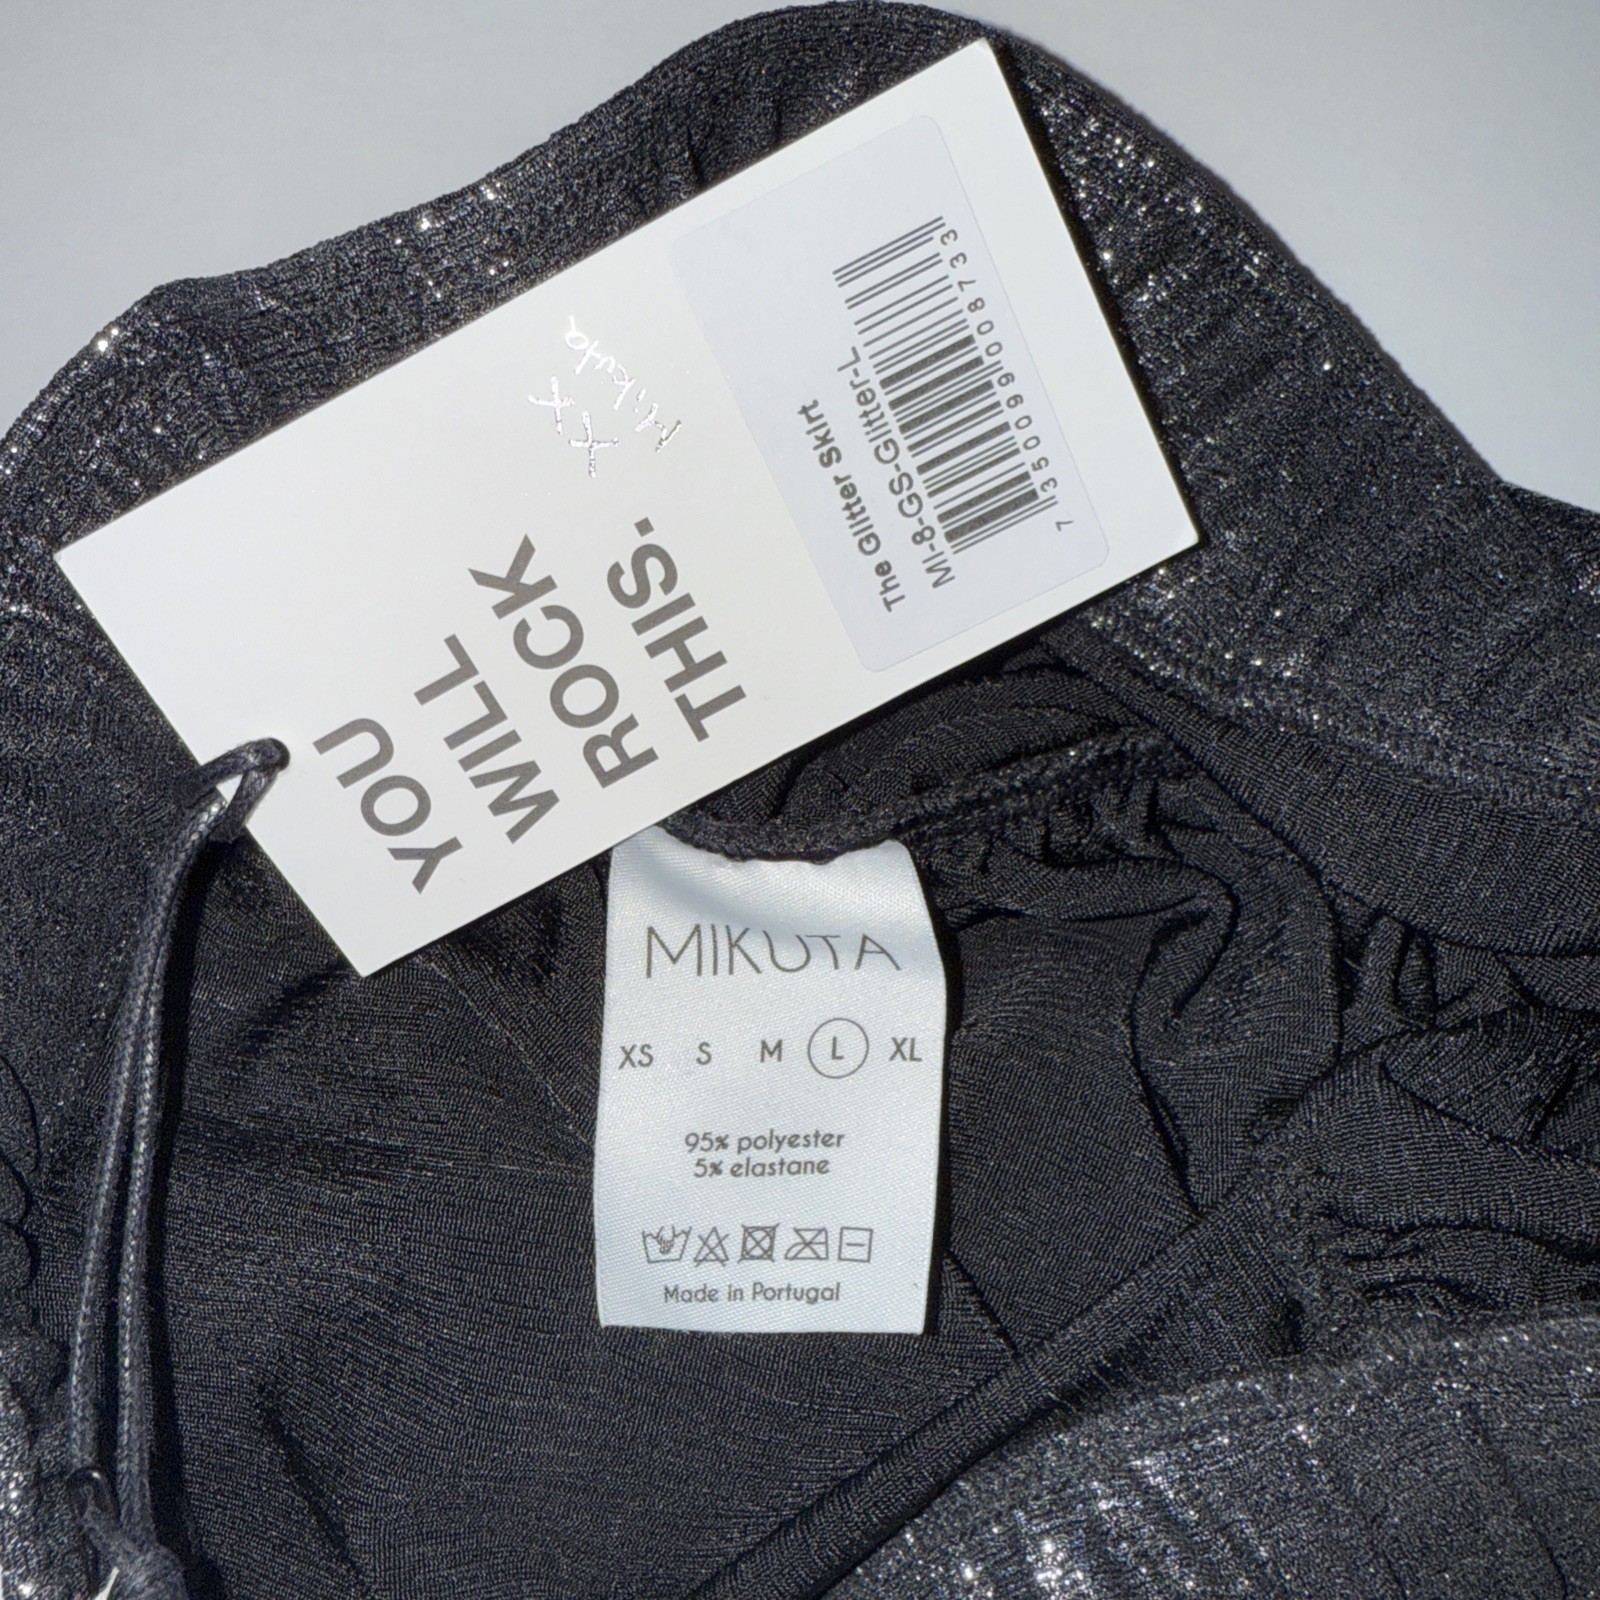 YOU
WILL
ROCK
THIS.
XX
Mikuta
The Glitter Skirt
MI-8-GS-Glitter-L
7350099008733
MIKUTA
XS S M L XL
95% polyester
5% elastane
Made in Portugal